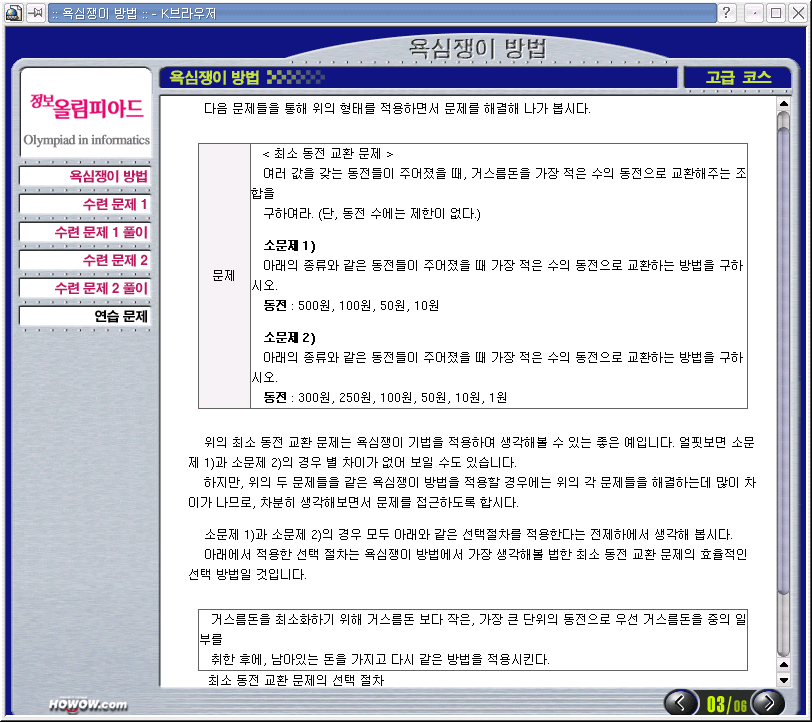 :: 욕심쟁이 방법 :: - K브라우저
욕심쟁이 방법
정보올림피아드
Olympiad in informatics
욕심쟁이 방법
수련 문제 1
수련 문제 1 풀이
수련 문제 2
수련 문제 2 풀이
연습 문제
욕심쟁이 방법
고급 코스
다음 문제들을 통해 위의 형태를 적용하면서 문제를 해결해 나가 봅시다.
문제
< 최소 동전 교환 문제 >
여러 값을 갖는 동전들이 주어졌을 때, 거스름돈을 가장 적은 수의 동전으로 교환해주는 조
합을
구하여라. (단, 동전 수에는 제한이 없다.)
소문제 1)
아래의 종류와 같은 동전들이 주어졌을 때 가장 적은 수의 동전으로 교환하는 방법을 구하
시오.
동전 : 500원, 100원, 50원, 10원
소문제 2)
아래의 종류와 같은 동전들이 주어졌을 때 가장 적은 수의 동전으로 교환하는 방법을 구하
시오.
동전 : 300원, 250원, 100원, 50원, 10원, 1원
위의 최소 동전 교환 문제는 욕심쟁이 기법을 적용하여 생각해볼 수 있는 좋은 예입니다. 얼핏보면 소문
제 1)과 소문제 2)의 경우 별 차이가 없어 보일 수도 있습니다.
하지만, 위의 두 문제들을 같은 욕심쟁이 방법을 적용할 경우에는 위의 각 문제들을 해결하는데 많이 차
이가 나므로, 차분히 생각해보면서 문제를 접근하도록 합시다.
소문제 1)과 소문제 2)의 경우 모두 아래와 같은 선택절차를 적용한다는 전제하에서 생각해 봅시다.
아래에서 적용한 선택 절차는 욕심쟁이 방법에서 가장 생각해볼 법한 최소 동전 교환 문제의 효율적인
선택 방법일 것입니다.
거스름돈을 최소화하기 위해 거스름돈 보다 작은, 가장 큰 단위의 동전으로 우선 거스름돈을 중의 일
부를
취한 후에, 남아있는 돈을 가지고 다시 같은 방법을 적용시킨다.
최소 동전 교환 문제의 선택 절차
HOWOW.com
03/06